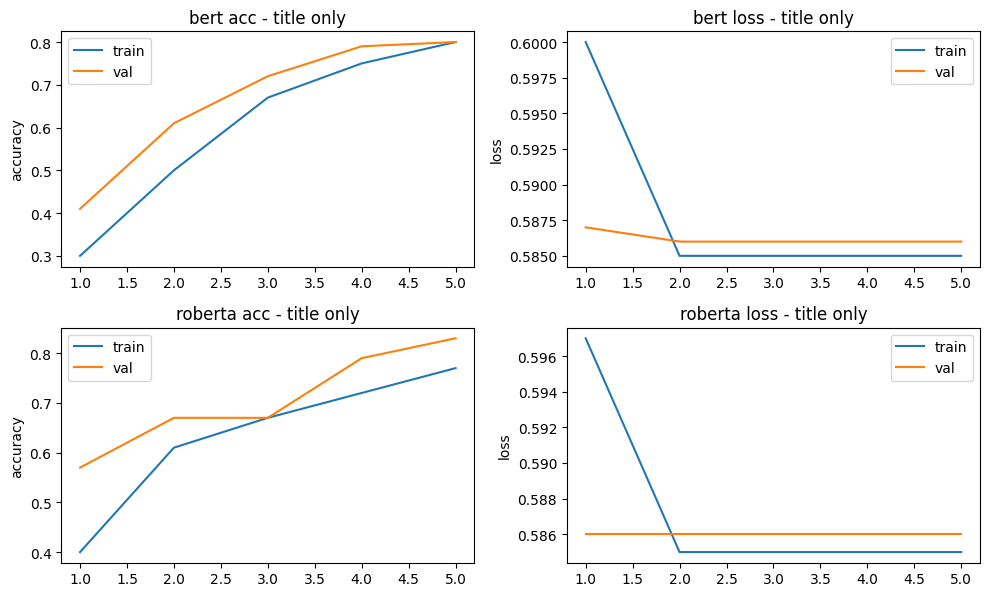 bert acc - title only
train
val
accuracy
0.8
0.7
0.6
0.5
0.4
0.3
1.0 1.5 2.0 2.5 3.0 3.5 4.0 4.5 5.0
bert loss - title only
train
val
loss
0.6000
0.5975
0.5950
0.5925
0.5900
0.5875
0.5850
1.0 1.5 2.0 2.5 3.0 3.5 4.0 4.5 5.0
roberta acc - title only
train
val
accuracy
0.8
0.7
0.6
0.5
0.4
1.0 1.5 2.0 2.5 3.0 3.5 4.0 4.5 5.0
roberta loss - title only
train
val
loss
0.596
0.594
0.592
0.590
0.588
0.586
1.0 1.5 2.0 2.5 3.0 3.5 4.0 4.5 5.0